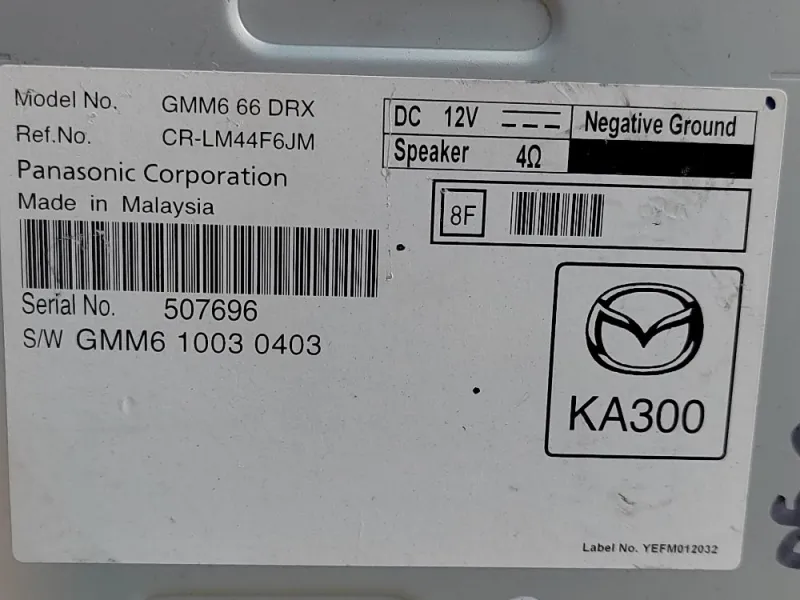 Model No. GMM6 66 DRX
Ref.No. CR-LM44F6JM
Panasonic Corporation
Made in Malaysia
Serial No. 507696
S/W GMM6 1003 0403
DC 12V Negative Ground
Speaker 4Ω
8F
KA300
Label No. YEFM012032